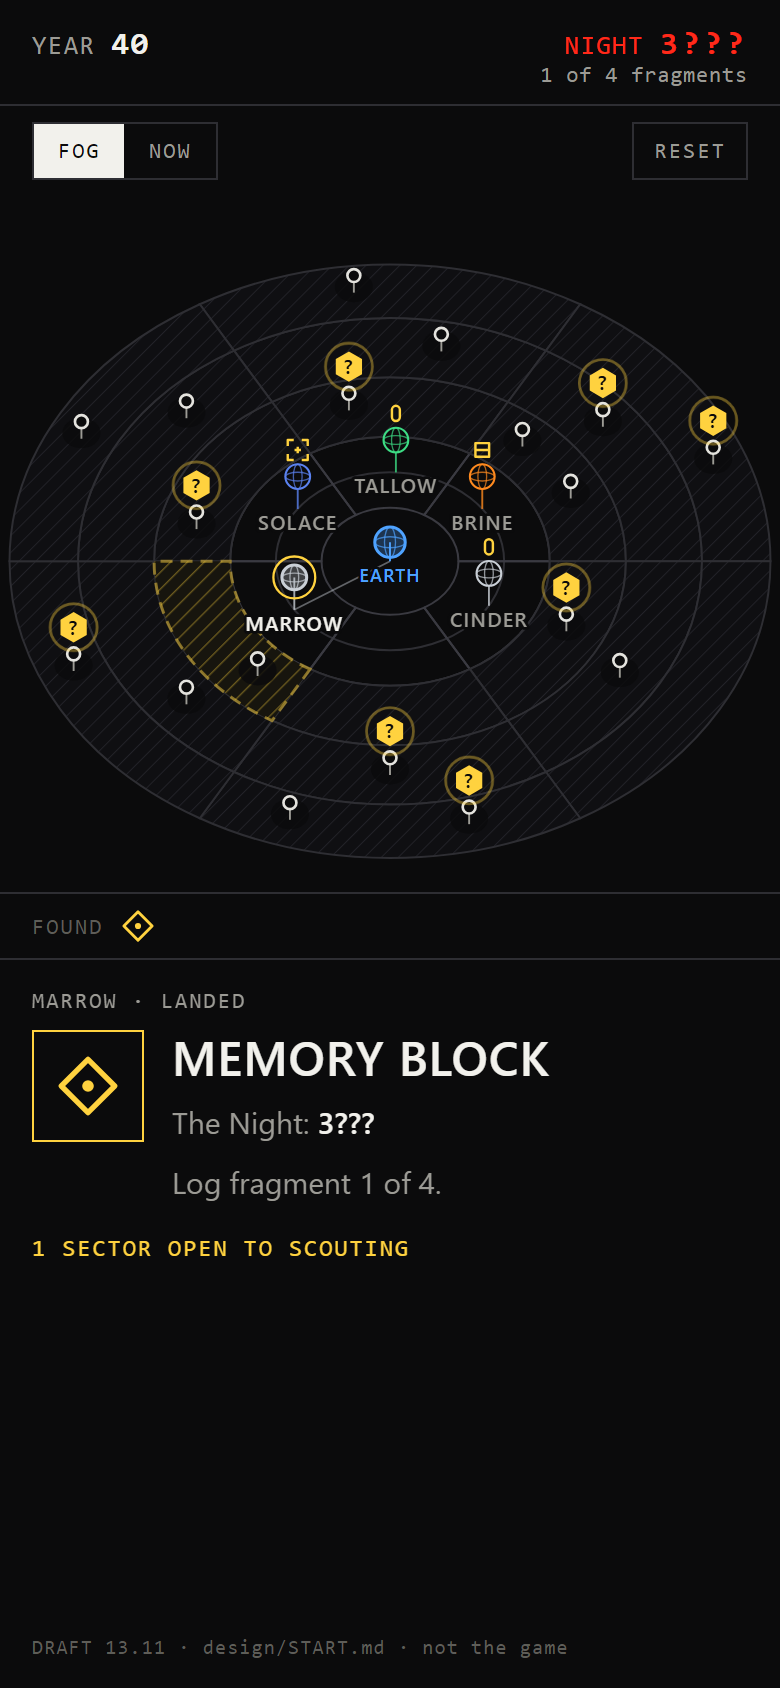 YEAR 40
NIGHT 3???
1 of 4 fragments
FOG NOW
RESET
?
?
?
?
TALLOW
SOLACE
BRINE
EARTH
?
MARROW
CINDER
?
?
?
FOUND
MARROW · LANDED
MEMORY BLOCK
The Night: 3???
Log fragment 1 of 4.
1 SECTOR OPEN TO SCOUTING
DRAFT 13.11 · design/START.md · not the game